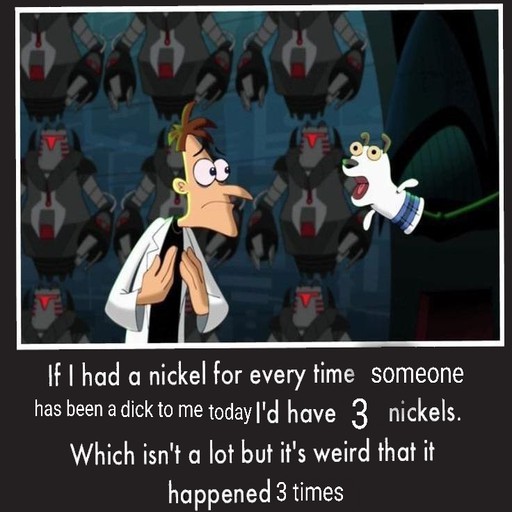 If I had a nickel for every time someone
has been a dick to me today I'd have 3 nickels.
Which isn't a lot but it's weird that it
happened 3 times